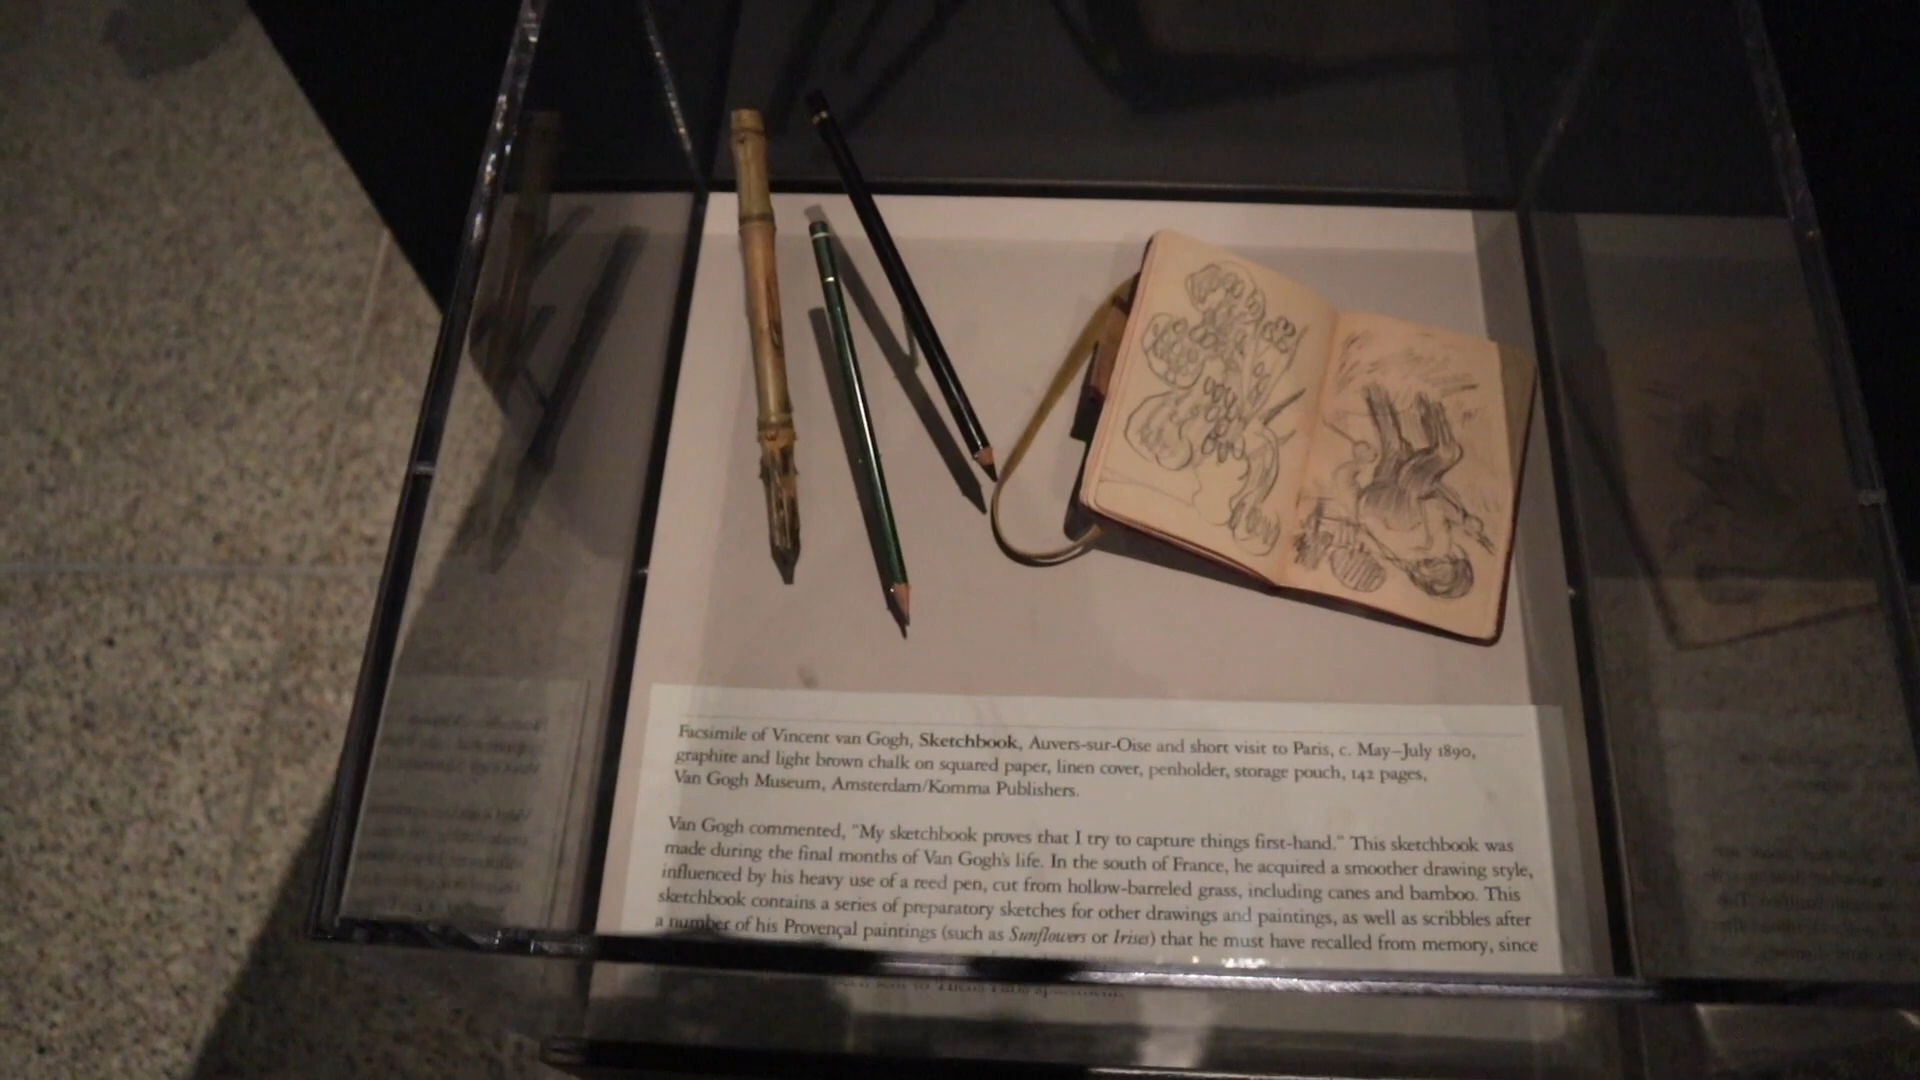 Facsimile of Vincent van Gogh, Sketchbook, Auvers-sur-Oise and short visit to Paris, c. May–July 1890,
graphite and light brown chalk on squared paper, linen cover, penholder, storage pouch, 142 pages,
Van Gogh Museum, Amsterdam/Komma Publishers.
Van Gogh commented, "My sketchbook proves that I try to capture things first-hand." This sketchbook was
made during the final months of Van Gogh's life. In the south of France, he acquired a smoother drawing style,
influenced by his heavy use of a reed pen, cut from hollow-barreled grass, including canes and bamboo. This
sketchbook contains a series of preparatory sketches for other drawings and paintings, as well as scribbles after
a number of his Provençal paintings (such as Sunflowers or Irises) that he must have recalled from memory, since